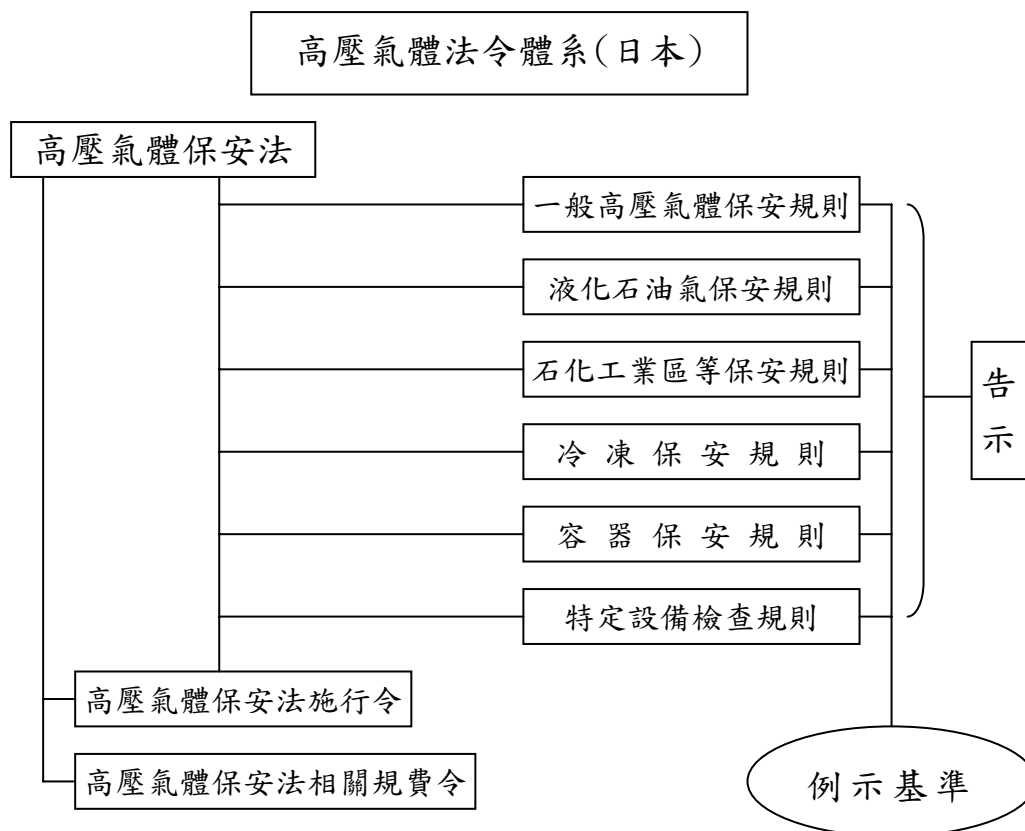 高壓氣體法令體系(日本)
高壓氣體保安法
一般高壓氣體保安規則
液化石油氣保安規則
石化工業區等保安規則
冷凍保安規則
容器保安規則
特定設備檢查規則
告示
高壓氣體保安法施行令
高壓氣體保安法相關規費令
例示基準